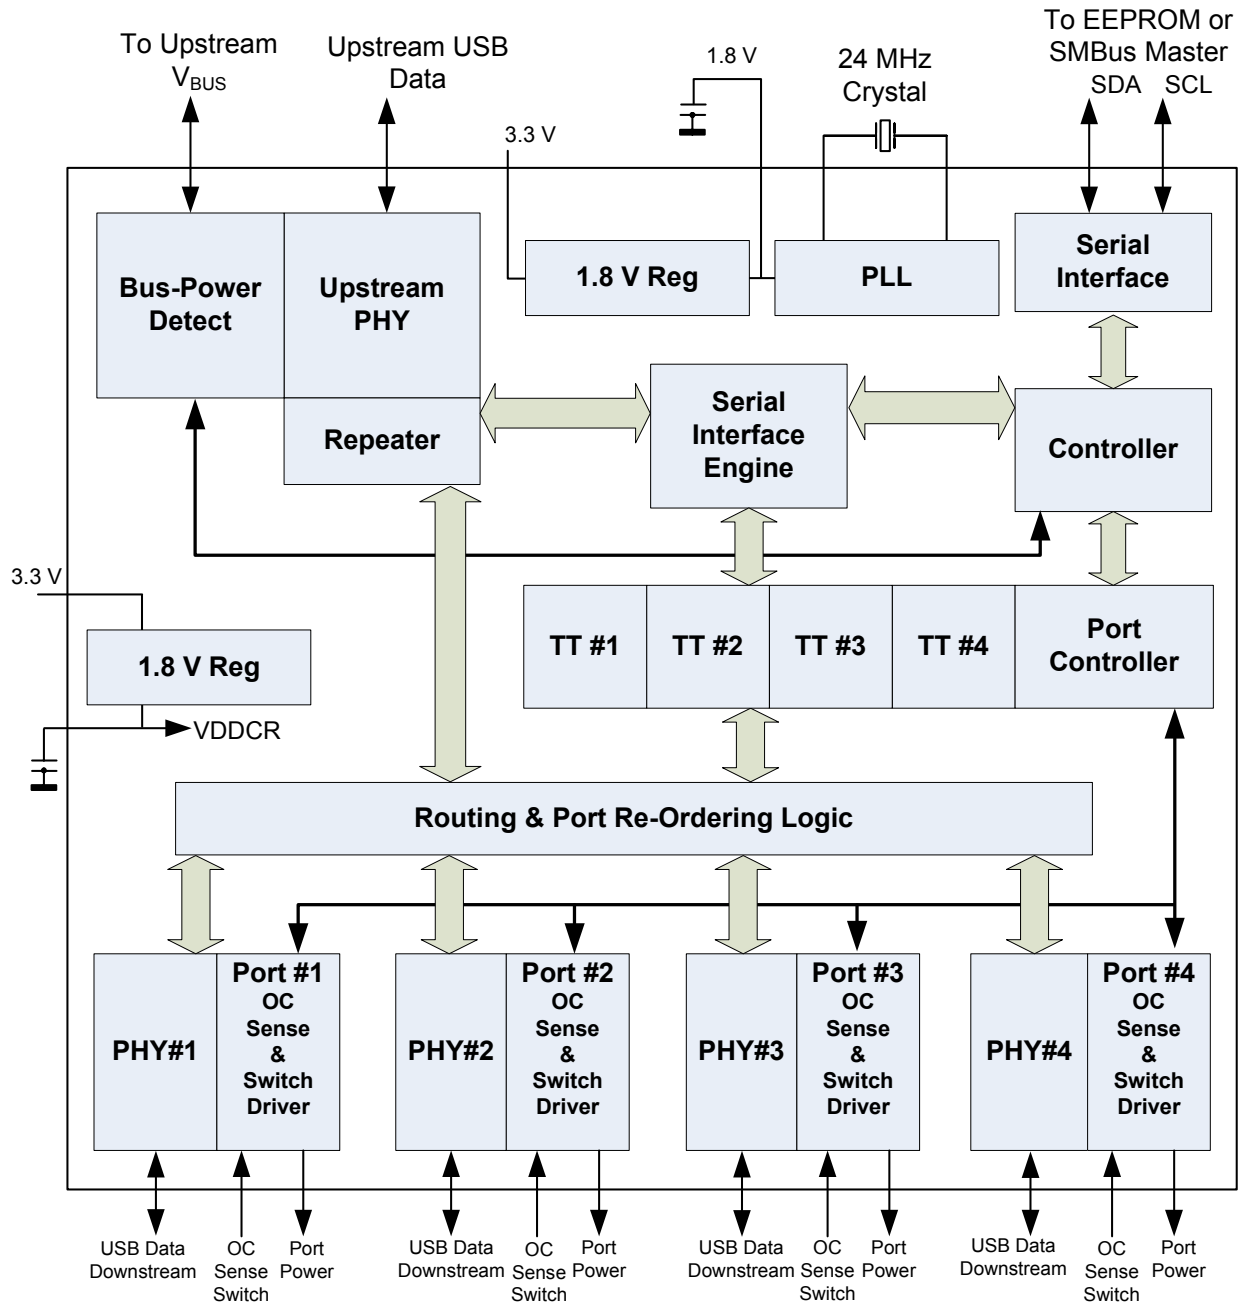 To Upstream
VBUS
Upstream USB
Data
3.3 V
1.8 V
24 MHz
Crystal
To EEPROM or
SMBus Master
SDA SCL
Bus-Power
Detect
Upstream
PHY
1.8 V Reg
PLL
Serial
Interface
Repeater
Serial
Interface
Engine
Controller
3.3 V
1.8 V Reg
VDDCR
TT #1
TT #2
TT #3
TT #4
Port
Controller
Routing & Port Re-Ordering Logic
PHY#1
Port #1
OC
Sense
&
Switch
Driver
PHY#2
Port #2
OC
Sense
&
Switch
Driver
PHY#3
Port #3
OC
Sense
&
Switch
Driver
PHY#4
Port #4
OC
Sense
&
Switch
Driver
USB Data
Downstream
OC
Sense
Switch
Port
Power
USB Data
Downstream
OC
Sense
Switch
Port
Power
USB Data
Downstream
OC
Sense
Switch
Port
Power
USB Data
Downstream
OC
Sense
Switch
Port
Power